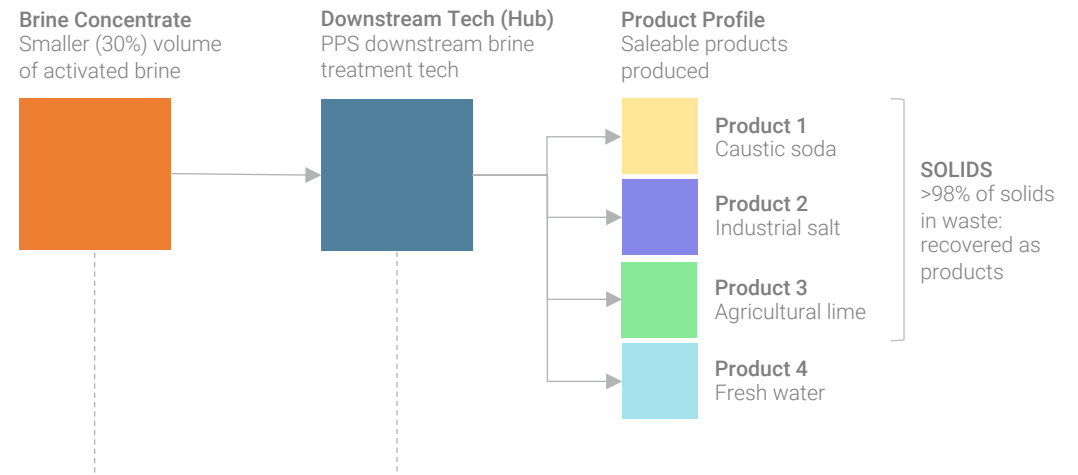 Brine Concentrate
Smaller (30%) volume
of activated brine
Downstream Tech (Hub)
PPS downstream brine
treatment tech
Product Profile
Saleable products
produced
Product 1
Caustic soda
Product 2
Industrial salt
Product 3
Agricultural lime
Product 4
Fresh water
SOLIDS
>98% of solids
in waste:
recovered as
products